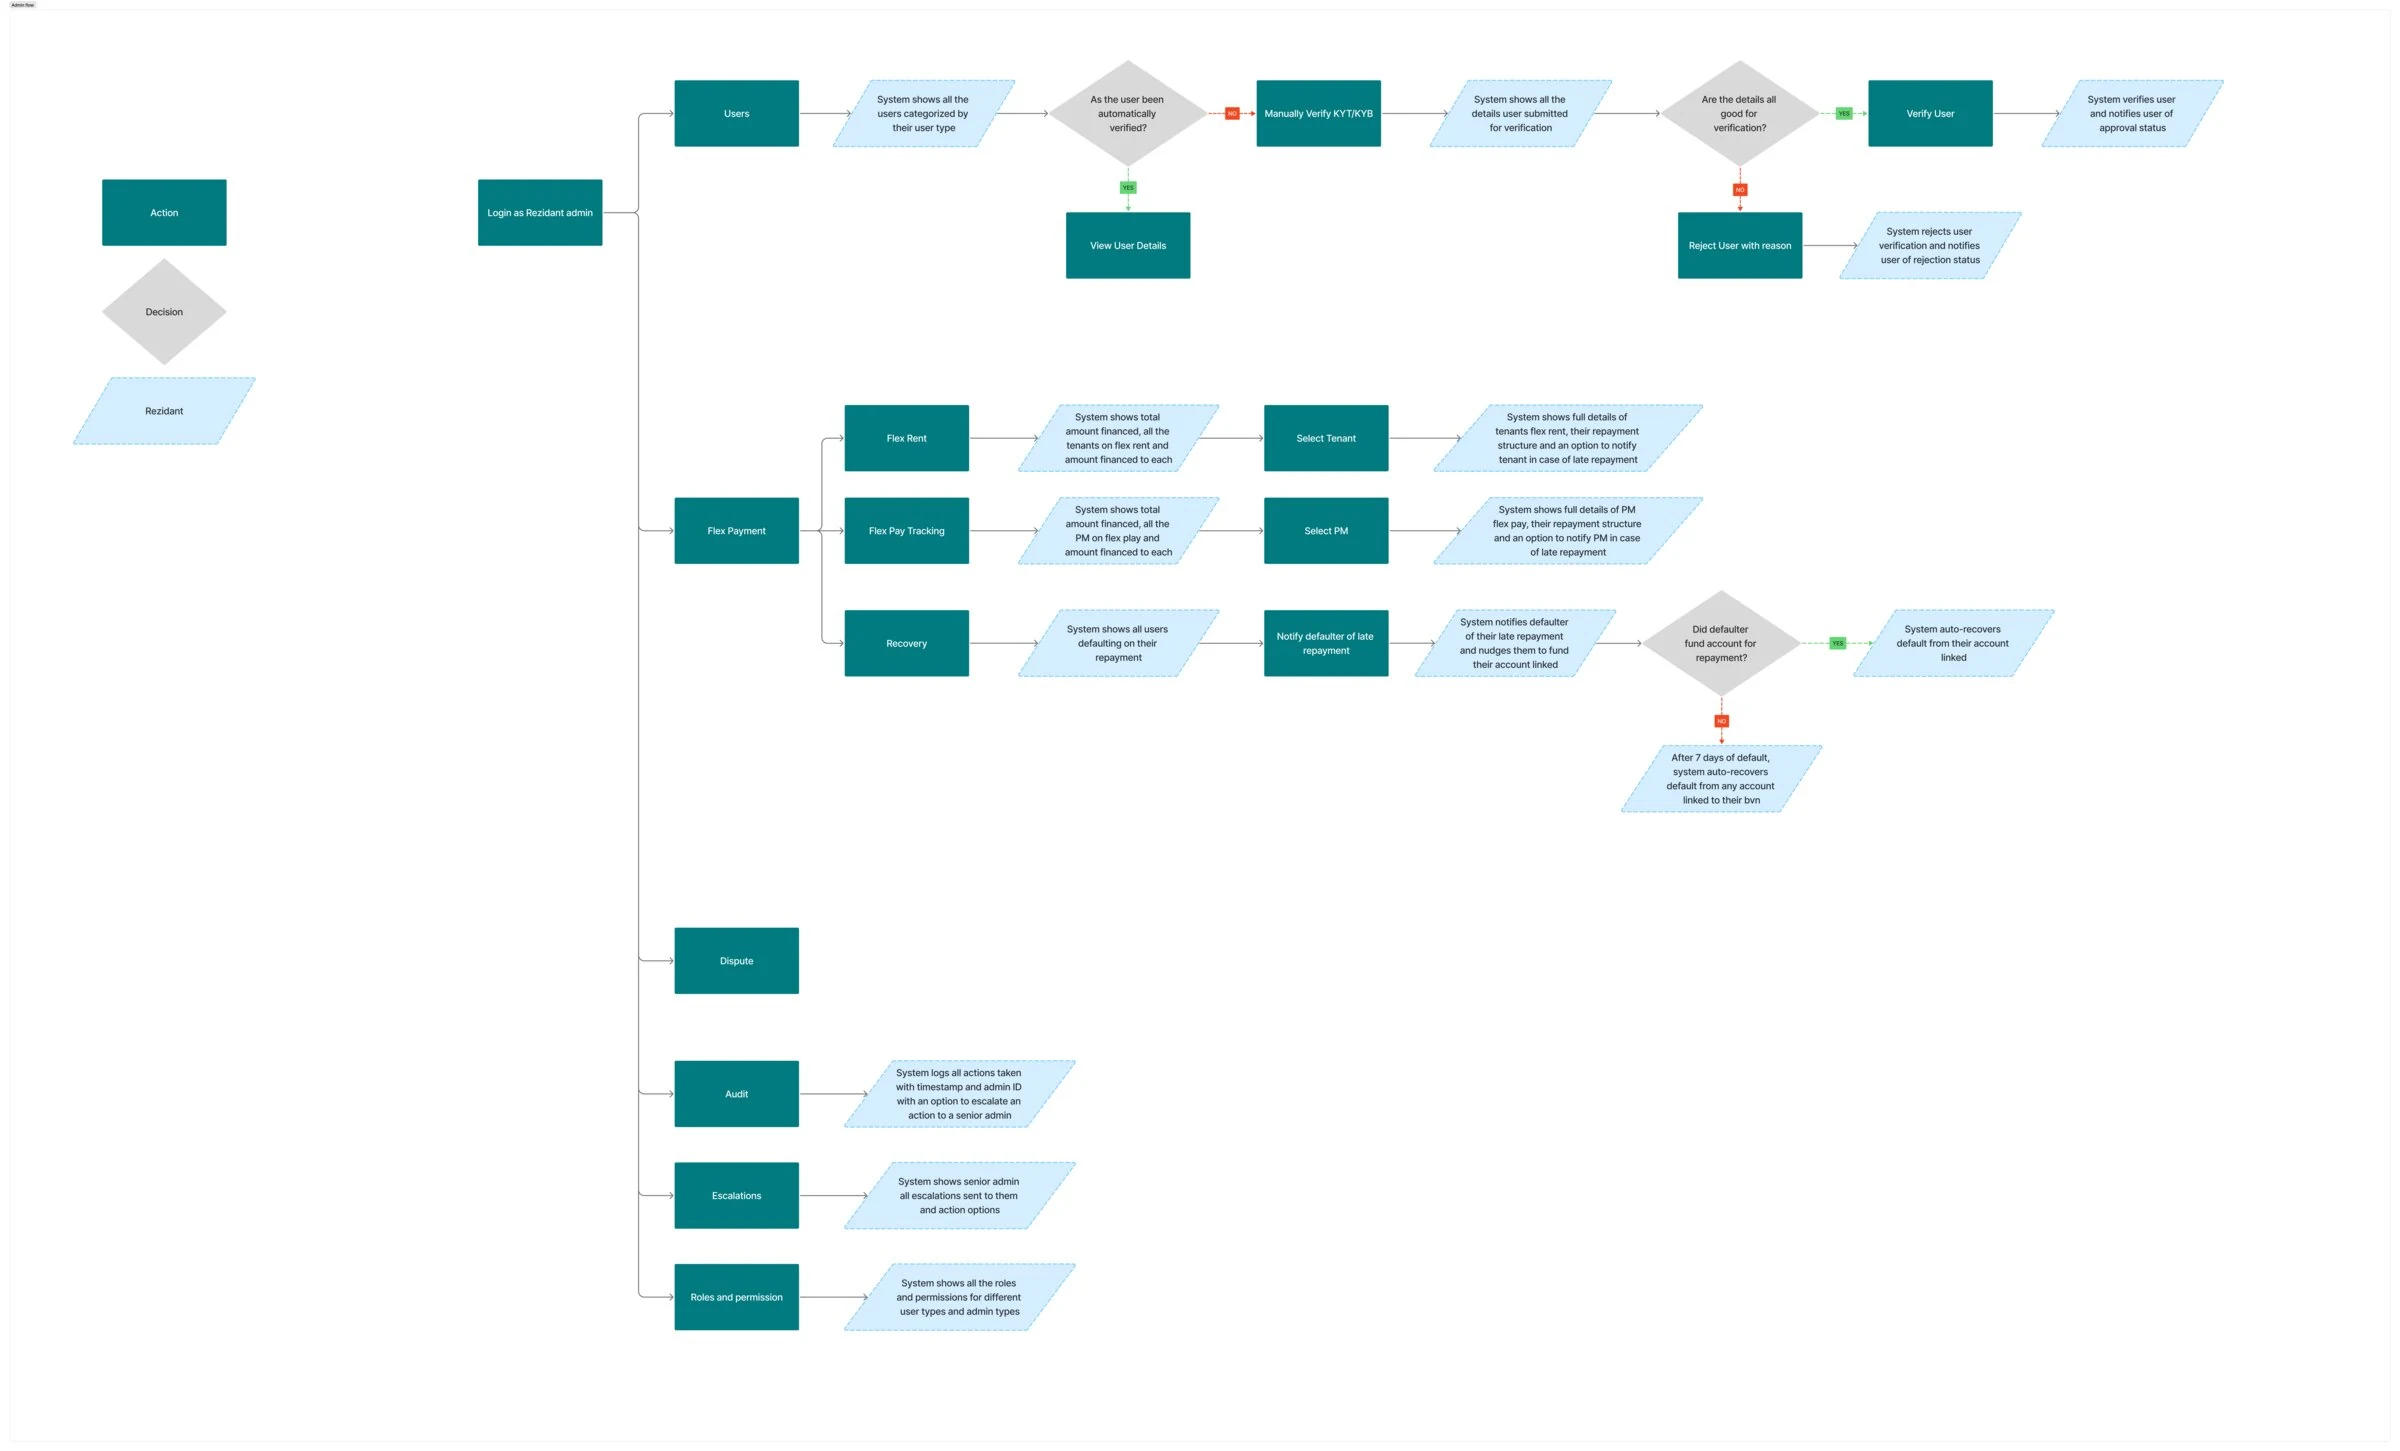 Admin flow
Action
Decision
Rezidant
Login as Rezidant admin
Users
System shows all the
users categorized by
their user type
As the user been
automatically
verified?
NO
Manually Verify KYT/KYB
System shows all the
details user submitted
for verification
Are the details all
good for
verification?
YES
Verify User
System verifies user
and notifies user of
approval status
YES
View User Details
NO
Reject User with reason
System rejects user
verification and notifies
user of rejection status
Flex Payment
Flex Rent
System shows total
amount financed, all the
tenants on flex rent and
amount financed to each
Select Tenant
System shows full details of
tenants flex rent, their repayment
structure and an option to notify
tenant in case of late repayment
Flex Pay Tracking
System shows total
amount financed, all the
PM on flex play and
amount financed to each
Select PM
System shows full details of PM
flex pay, their repayment structure
and an option to notify PM in case
of late repayment
Recovery
System shows all users
defaulting on their
repayment
Notify defaulter of late
repayment
System notifies defaulter
of their late repayment
and nudges them to fund
their account linked
Did defaulter
fund account for
repayment?
YES
System auto-recovers
default from their account
linked
NO
After 7 days of default,
system auto-recovers
default from any account
linked to their bvn
Dispute
Audit
System logs all actions taken
with timestamp and admin ID
with an option to escalate an
action to a senior admin
Escalations
System shows senior admin
all escalations sent to them
and action options
Roles and permission
System shows all the roles
and permissions for different
user types and admin types